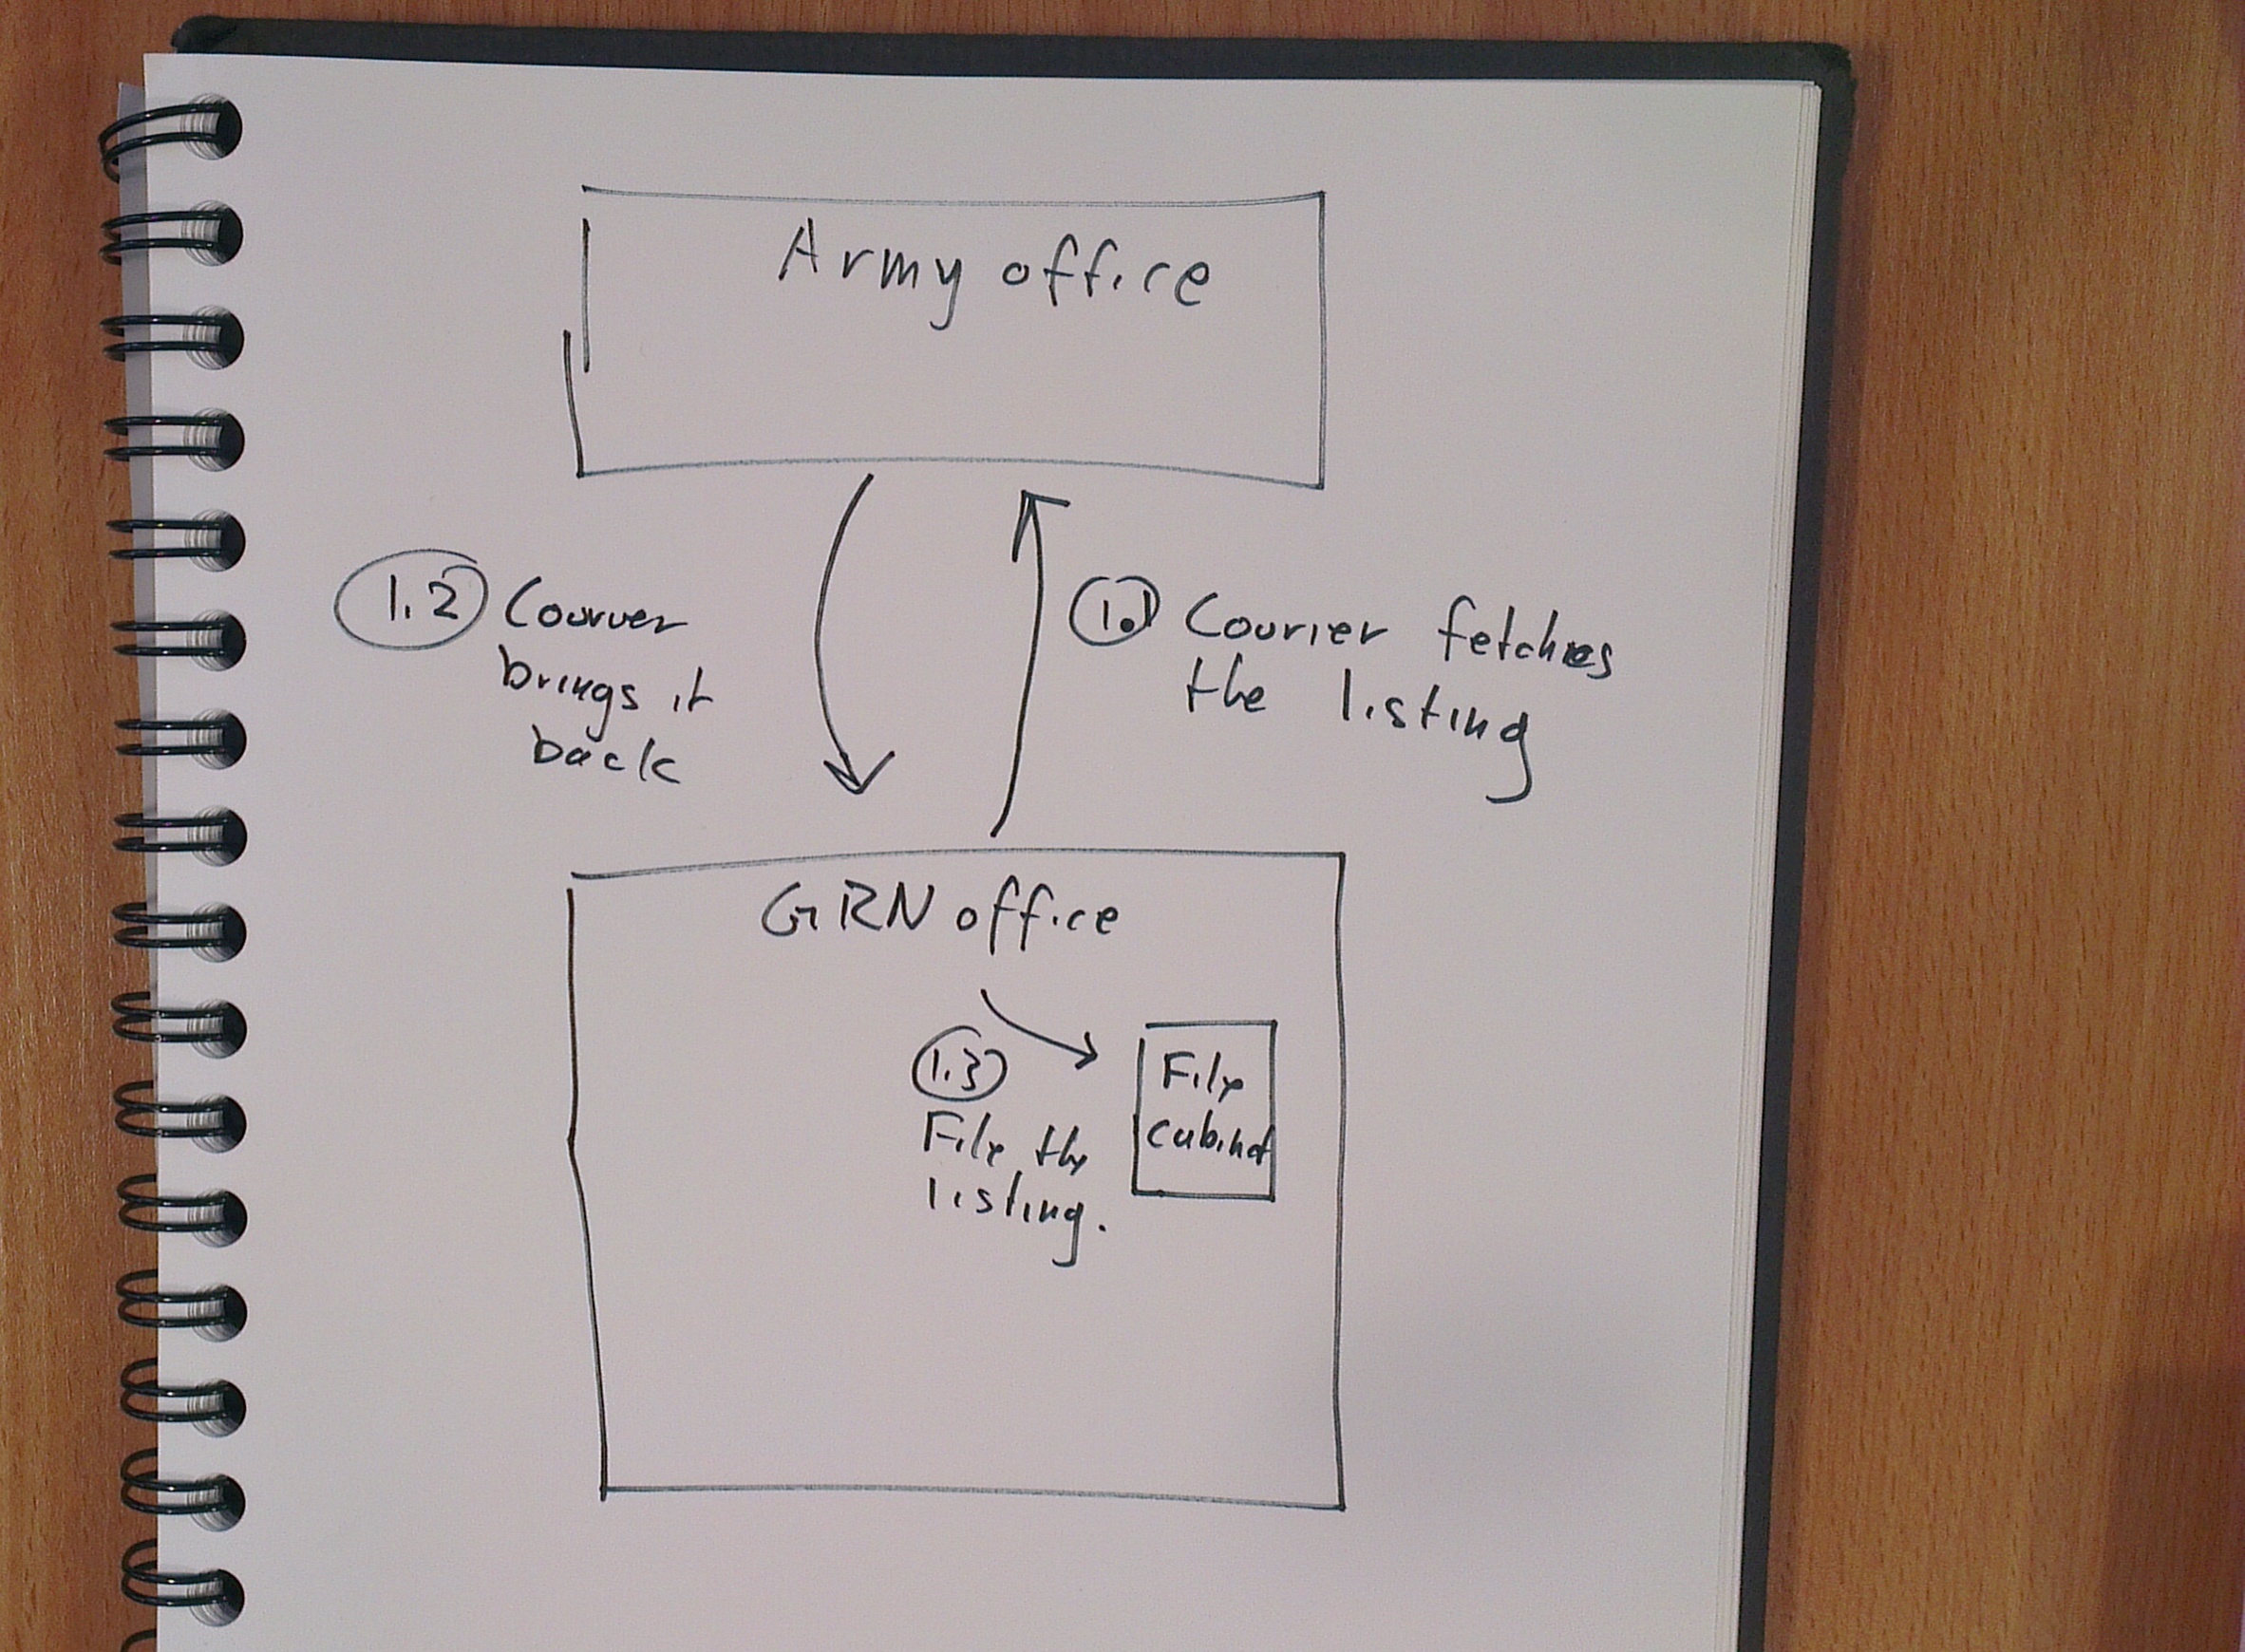 Army office
1.2 Courier
brings it
back
1.1 Courier fetches
the listing
GRN office
1.3
File the
listing.
File
cabinet